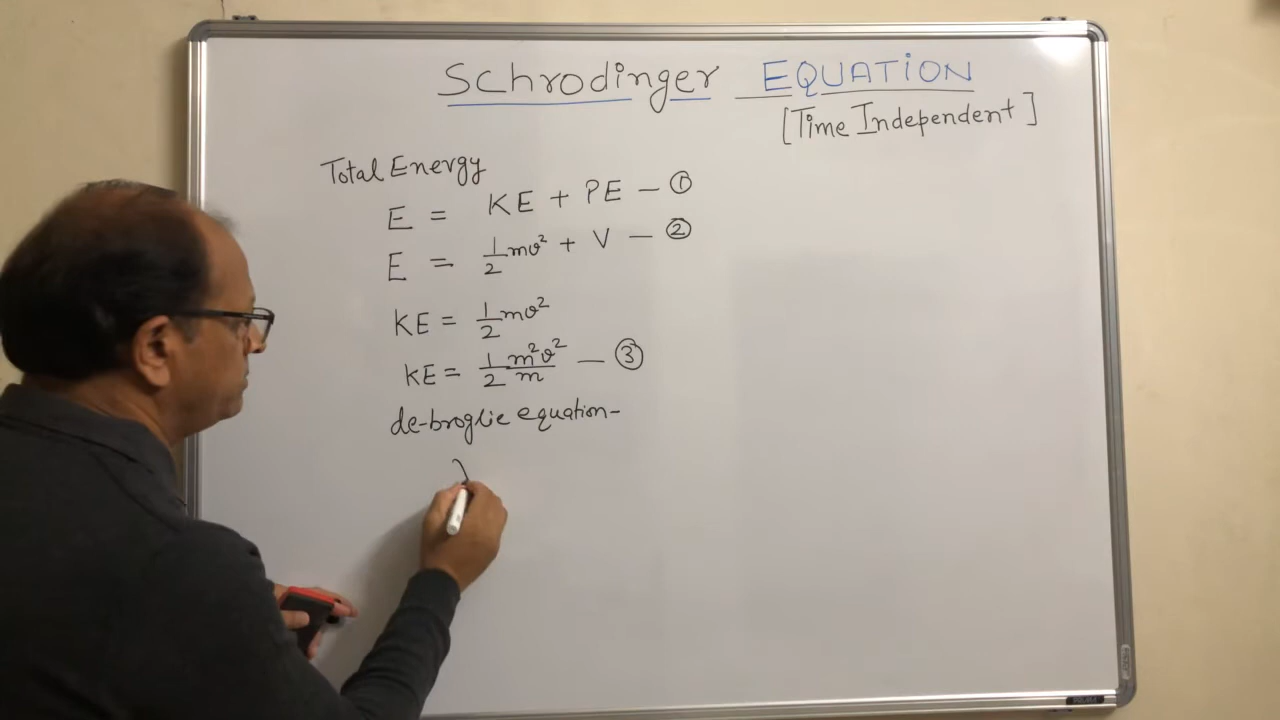 Schrodinger EQUATION
[Time Independent]
Total Energy
E = KE + PE — ①
E = 1/2 mv² + V — ②
KE = 1/2 mv²
KE = 1/2 m²v²/m — ③
de-broglie equation-